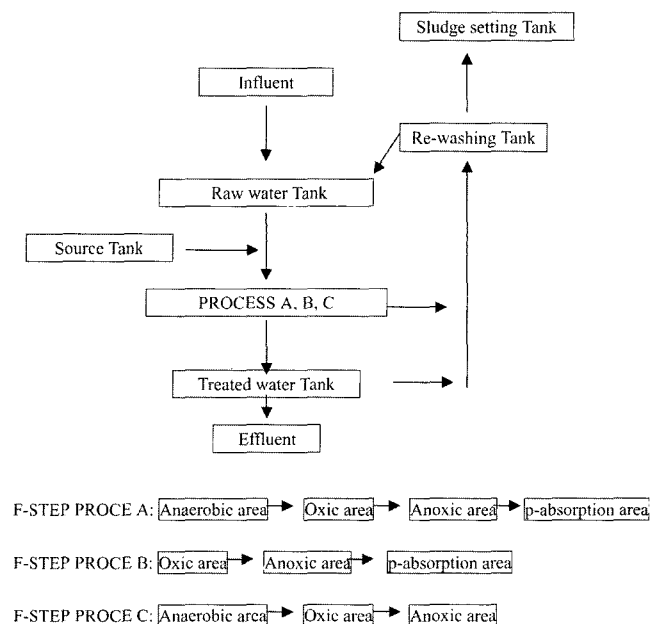 Sludge setting Tank
Influent
Re-washing Tank
Raw water Tank
Source Tank
PROCESS A, B, C
Treated water Tank
Effluent
F-STEP PROCE A: Anaerobic area Oxic area Anoxic area p-absorption area
F-STEP PROCE B: Oxic area Anoxic area p-absorption area
F-STEP PROCE C: Anaerobic area Oxic area Anoxic area